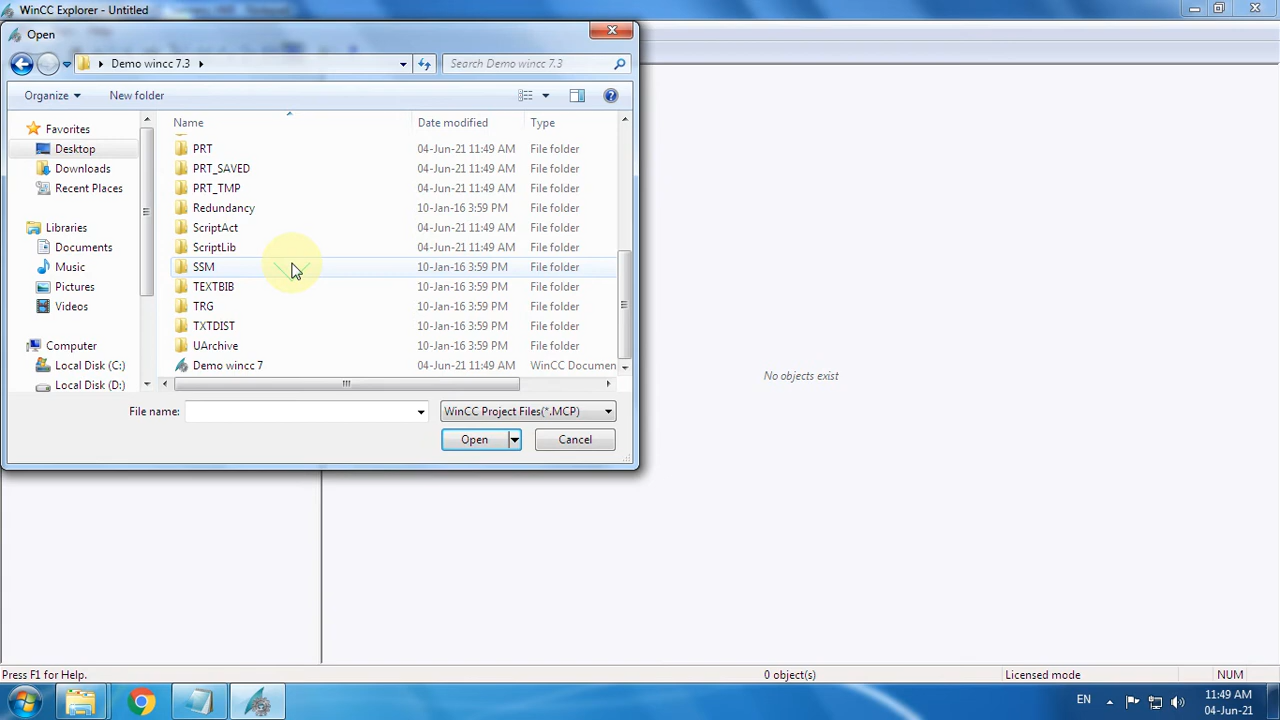 WinCC Explorer - Untitled
Open
Demo wincc 7.3
Search Demo wincc 7.3
Organize
New folder
Name
Date modified
Type
Favorites
Desktop
Downloads
Recent Places
Libraries
Documents
Music
Pictures
Videos
Computer
Local Disk (C:)
Local Disk (D:)
PRT 04-Jun-21 11:49 AM File folder
PRT_SAVED 04-Jun-21 11:49 AM File folder
PRT_TMP 04-Jun-21 11:49 AM File folder
Redundancy 10-Jan-16 3:59 PM File folder
ScriptAct 04-Jun-21 11:49 AM File folder
ScriptLib 04-Jun-21 11:49 AM File folder
SSM 10-Jan-16 3:59 PM File folder
TEXTBIB 10-Jan-16 3:59 PM File folder
TRG 10-Jan-16 3:59 PM File folder
TXTDIST 10-Jan-16 3:59 PM File folder
UArchive 10-Jan-16 3:59 PM File folder
Demo wincc 7 04-Jun-21 11:49 AM WinCC Documen
File name:
WinCC Project Files(*.MCP)
Open
Cancel
No objects exist
Press F1 for Help.
0 object(s)
Licensed mode
NUM
EN
11:49 AM
04-Jun-21